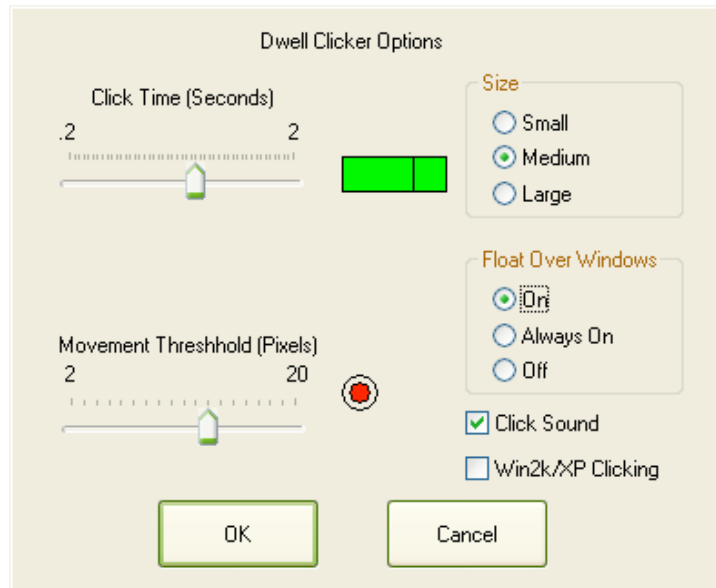 Dwell Clicker Options
Click Time (Seconds)
.2 2
Size
Small
Medium
Large
Float Over Windows
On
Always On
Off
Movement Threshhold (Pixels)
2 20
Click Sound
Win2k/XP Clicking
OK Cancel